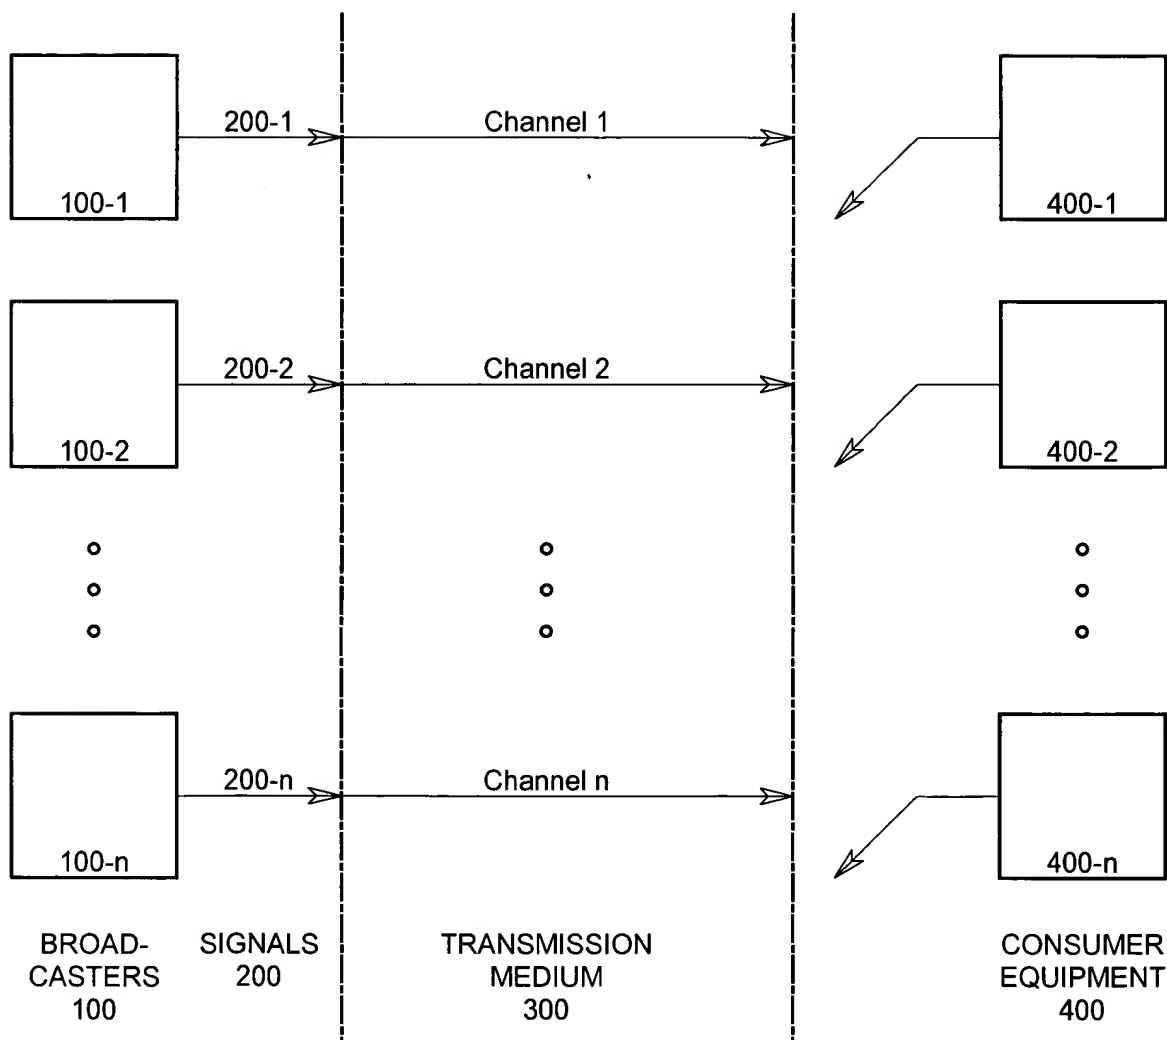 200-1
Channel 1
100-1
400-1
200-2
Channel 2
100-2
400-2
200-n
Channel n
100-n
400-n
BROAD-
CASTERS
100
SIGNALS
200
TRANSMISSION
MEDIUM
300
CONSUMER
EQUIPMENT
400